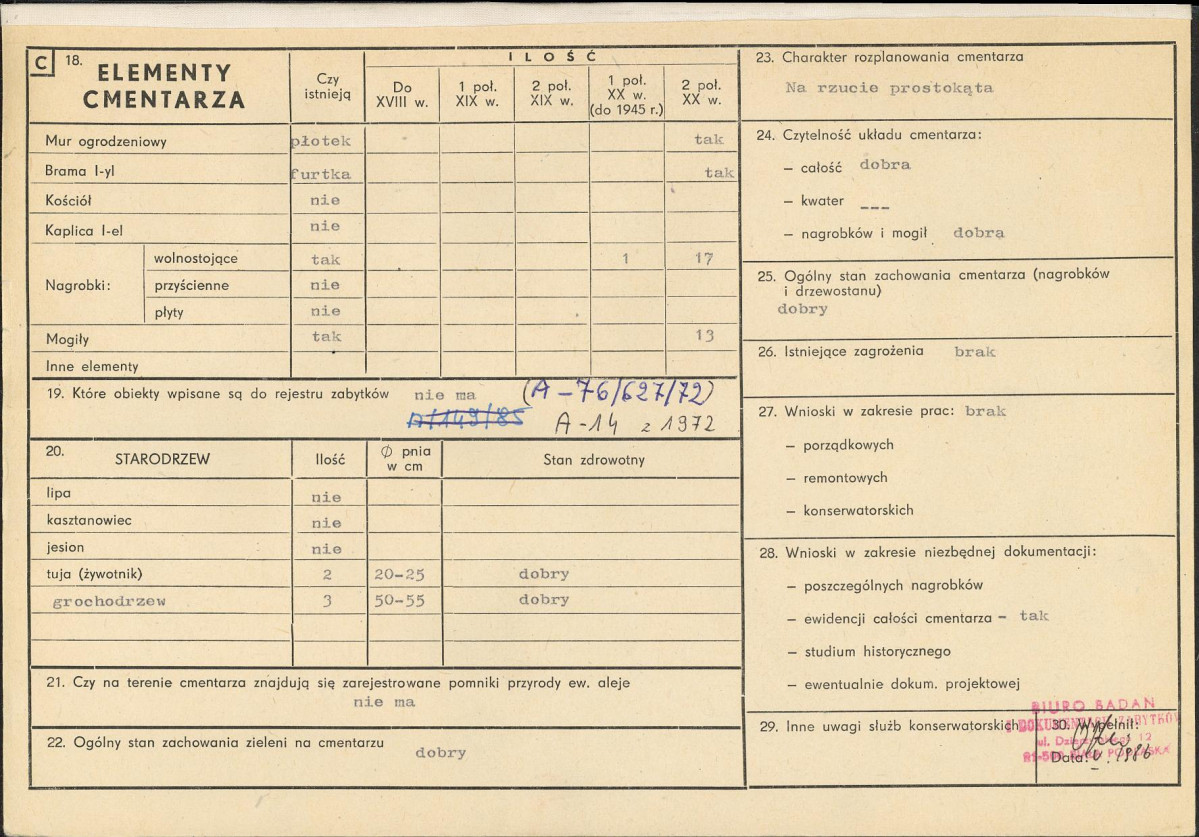 C
18. ELEMENTY
CMENTARZA
Czy
istnieją
I L O Ś Ć
Do
XVIII w.
1 poł.
XIX w.
2 poł.
XIX w.
1 poł.
XX w.
(do 1945 r.)
2 poł.
XX w.
Mur ogrodzeniowy płotek tak
Brama I-yl furtka tak
Kościół nie
Kaplica I-el nie
Nagrobki:
wolnostojące tak 1 17
przyścienne nie
płyty nie
Mogiły tak 13
Inne elementy
19. Które obiekty wpisane są do rejestru zabytków nie ma (A-76/627/72)
A/149/85 A-14 z 1972
20. STARODRZEW Ilość
Ø pnia
w cm
Stan zdrowotny
lipa nie
kasztanowiec nie
jesion nie
tuja (żywotnik) 2 20-25 dobry
grochodrzew 3 50-55 dobry
21. Czy na terenie cmentarza znajdują się zarejestrowane pomniki przyrody ew. aleje
nie ma
22. Ogólny stan zachowania zieleni na cmentarzu
dobry
23. Charakter rozplanowania cmentarza
Na rzucie prostokąta
24. Czytelność układu cmentarza:
– całość dobra
– kwater ---
– nagrobków i mogił dobra
25. Ogólny stan zachowania cmentarza (nagrobków
i drzewostanu)
dobry
26. Istniejące zagrożenia brak
27. Wnioski w zakresie prac: brak
– porządkowych
– remontowych
– konserwatorskich
28. Wnioski w zakresie niezbędnej dokumentacji:
– poszczególnych nagrobków
– ewidencji całości cmentarza - tak
– studium historycznego
– ewentualnie dokum. projektowej
29. Inne uwagi służb konserwatorskich
30. Wypełnił:
Data: V. 1986
BIURO BADAŃ
I DOKUMENTACJI ZABYTKÓW